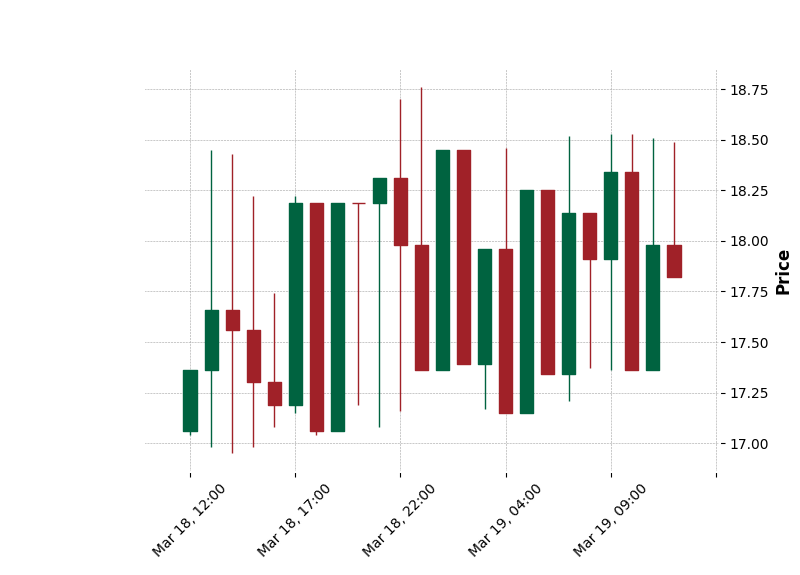 18.75
18.50
18.25
18.00
17.75
17.50
17.25
17.00
Price
Mar 18, 12:00
Mar 18, 17:00
Mar 18, 22:00
Mar 19, 04:00
Mar 19, 09:00